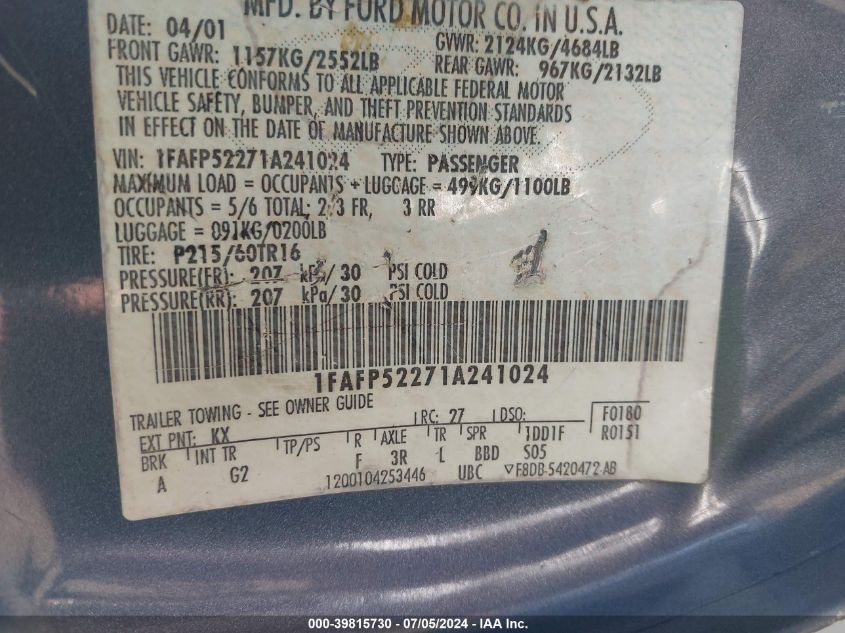 MFD. BY FORD MOTOR CO. IN U.S.A.
DATE: 04/01 GVWR: 2124KG/4684LB
FRONT GAWR: 1157KG/2552LB REAR GAWR: 967KG/2132LB
THIS VEHICLE CONFORMS TO ALL APPLICABLE FEDERAL MOTOR
VEHICLE SAFETY, BUMPER, AND THEFT PREVENTION STANDARDS
IN EFFECT ON THE DATE OF MANUFACTURE SHOWN ABOVE.
VIN: 1FAFP52271A241024 TYPE: PASSENGER
MAXIMUM LOAD = OCCUPANTS + LUGGAGE = 499KG/1100LB
OCCUPANTS = 5/6 TOTAL: 2/3 FR, 3 RR
LUGGAGE = 091KG/0200LB
TIRE: P215/60TR16
PRESSURE(FR): 207 kPa/30 PSI COLD
PRESSURE(RR): 207 kPa/30 PSI COLD
1FAFP52271A241024
TRAILER TOWING - SEE OWNER GUIDE
EXT PNT: KX RC: 27 DSO: F0180
BRK INT TR TP/PS R AXLE TR SPR 1DD1F R0151
A G2 F 3R L BBD S05
1200104253446 UBC F8DB-5420472-AB
000-39815730 - 07/05/2024 - IAA Inc.